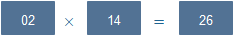 02 × 14 = 26